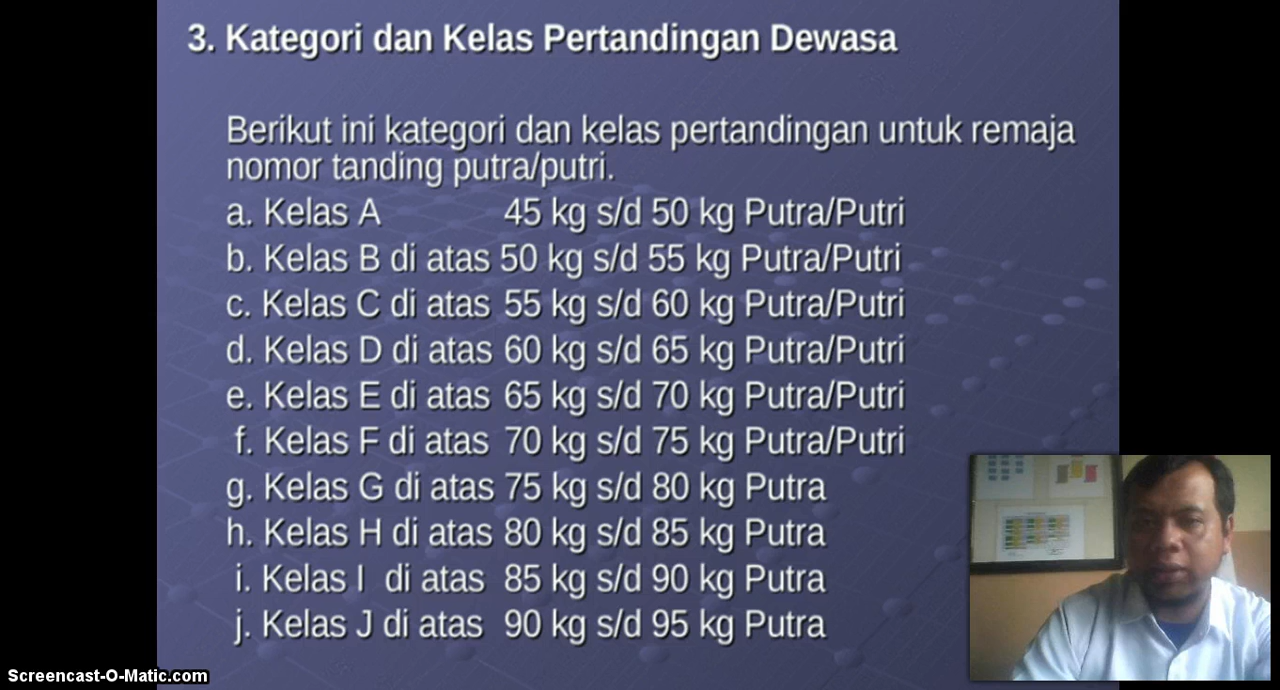 3. Kategori dan Kelas Pertandingan Dewasa
Berikut ini kategori dan kelas pertandingan untuk remaja
nomor tanding putra/putri.
a. Kelas A 45 kg s/d 50 kg Putra/Putri
b. Kelas B di atas 50 kg s/d 55 kg Putra/Putri
c. Kelas C di atas 55 kg s/d 60 kg Putra/Putri
d. Kelas D di atas 60 kg s/d 65 kg Putra/Putri
e. Kelas E di atas 65 kg s/d 70 kg Putra/Putri
f. Kelas F di atas 70 kg s/d 75 kg Putra/Putri
g. Kelas G di atas 75 kg s/d 80 kg Putra
h. Kelas H di atas 80 kg s/d 85 kg Putra
i. Kelas I di atas 85 kg s/d 90 kg Putra
j. Kelas J di atas 90 kg s/d 95 kg Putra
Screencast-O-Matic.com